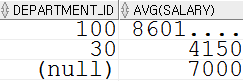 DEPARTMENT_ID AVG(SALARY)
100 8601....
30 4150
(null) 7000